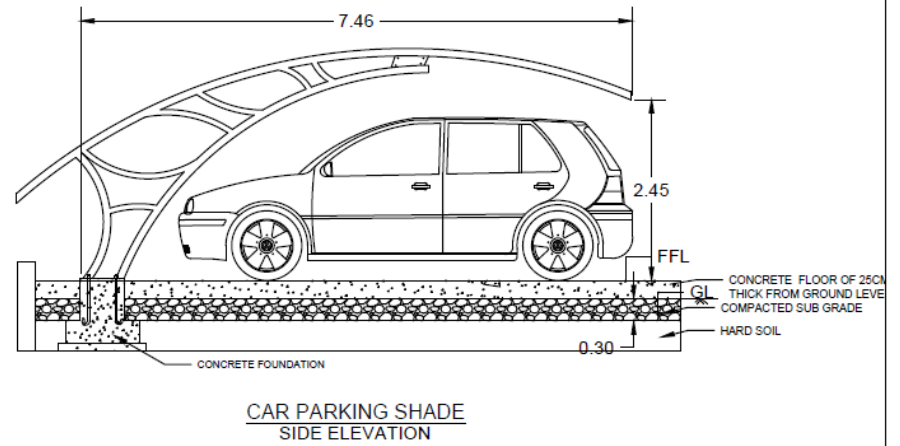 7.46
2.45
FFL
CONCRETE FLOOR OF 25CM
THICK FROM GROUND LEVE
GL
COMPACTED SUB GRADE
HARD SOIL
0.30
CONCRETE FOUNDATION
CAR PARKING SHADE
SIDE ELEVATION